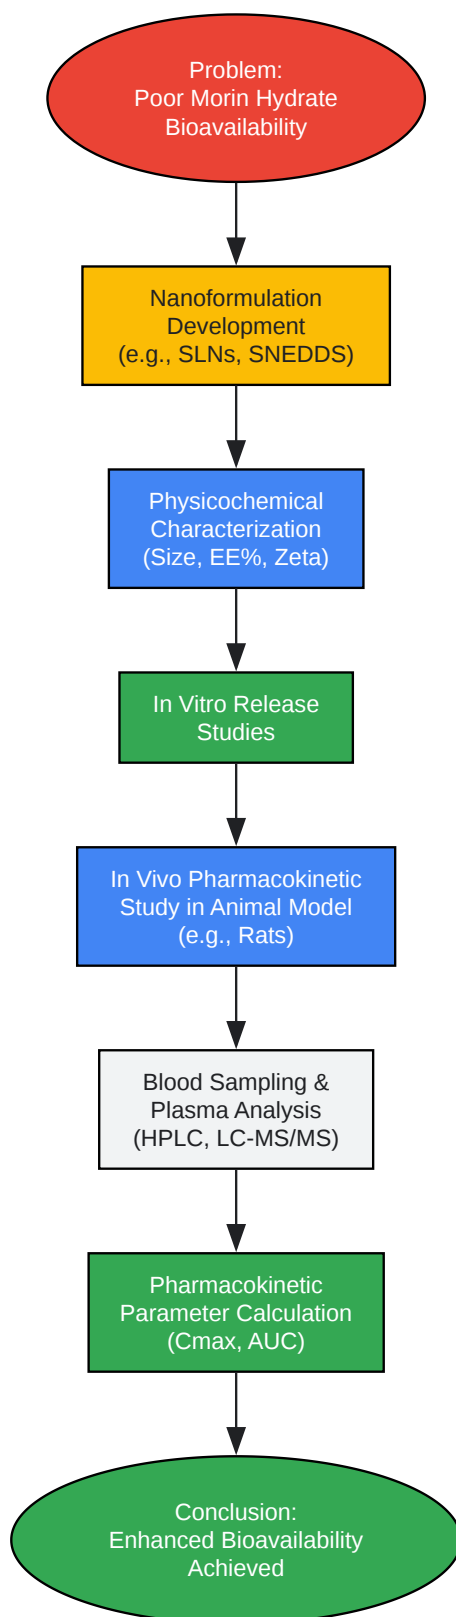 Problem:
Poor Morin Hydrate
Bioavailability
Nanoformulation
Development
(e.g., SLNs, SNEDDS)
Physicochemical
Characterization
(Size, EE%, Zeta)
In Vitro Release
Studies
In Vivo Pharmacokinetic
Study in Animal Model
(e.g., Rats)
Blood Sampling &
Plasma Analysis
(HPLC, LC-MS/MS)
Pharmacokinetic
Parameter Calculation
(Cmax, AUC)
Conclusion:
Enhanced Bioavailability
Achieved